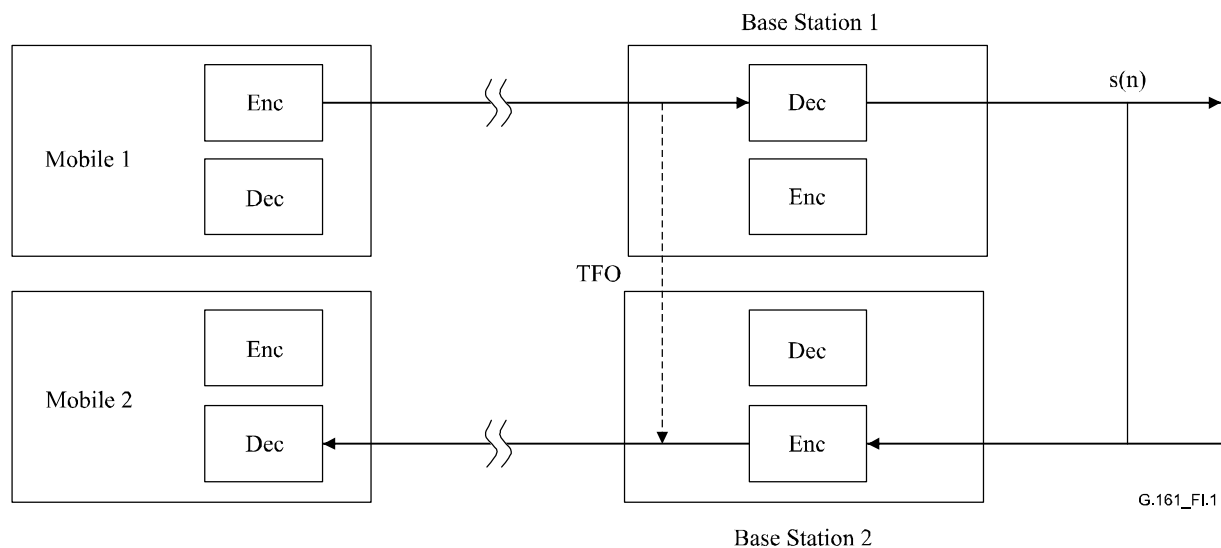 Base Station 1
Enc
Dec
s(n)
Mobile 1
Dec
Enc
TFO
Enc
Dec
Mobile 2
Dec
Enc
G.161_FI.1
Base Station 2